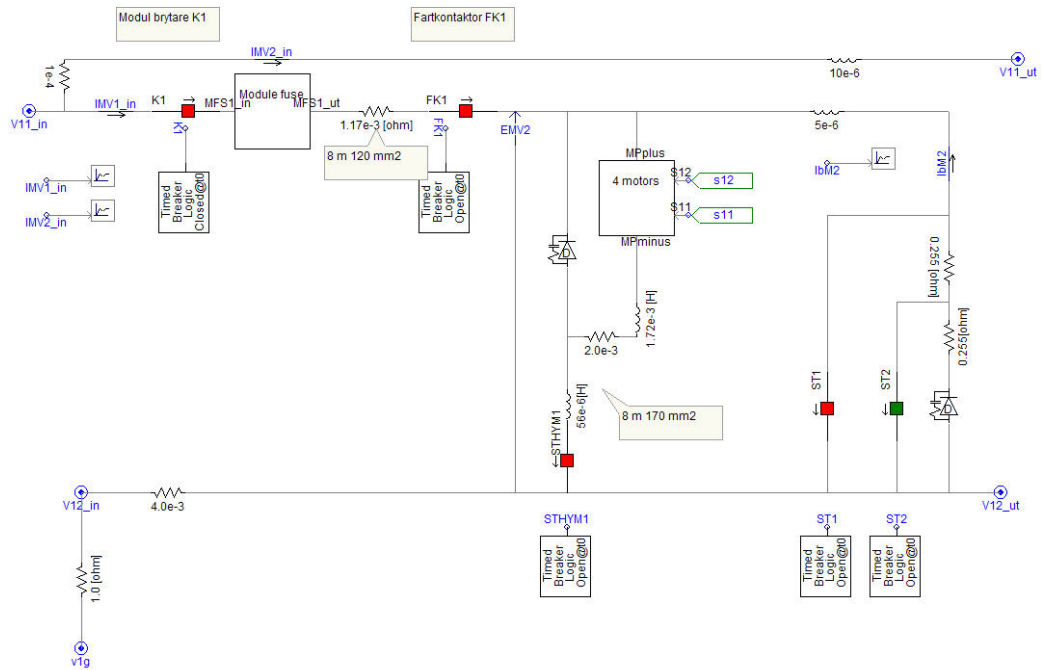 Modul brytare K1
Fartkontaktor FK1
IMV2_in
V11_ut
1e-4
10e-6
V11_in
IMV1_in
K1
MFS1_in
Module fuse
MFS1_ut
1.17e-3 [ohm]
FK1
EMV2
5e-6
K1
FK1
8 m 120 mm2
MPplus
4 motors
S12
s12
S11
s11
MPminus
IbM2
IbM2
IMV1_in
IMV2_in
Timed
Breaker
Logic
Closed@t0
Timed
Breaker
Logic
Open@t0
D
1.72e-3 [H]
2.0e-3
0.255 [ohm]
0.255[ohm]
56e-6[H]
8 m 170 mm2
STHYM1
ST1
ST2
D
V12_in
4.0e-3
V12_ut
1.0 [ohm]
STHYM1
Timed
Breaker
Logic
Open@t0
ST1
Timed
Breaker
Logic
Open@t0
ST2
Timed
Breaker
Logic
Open@t0
v1g